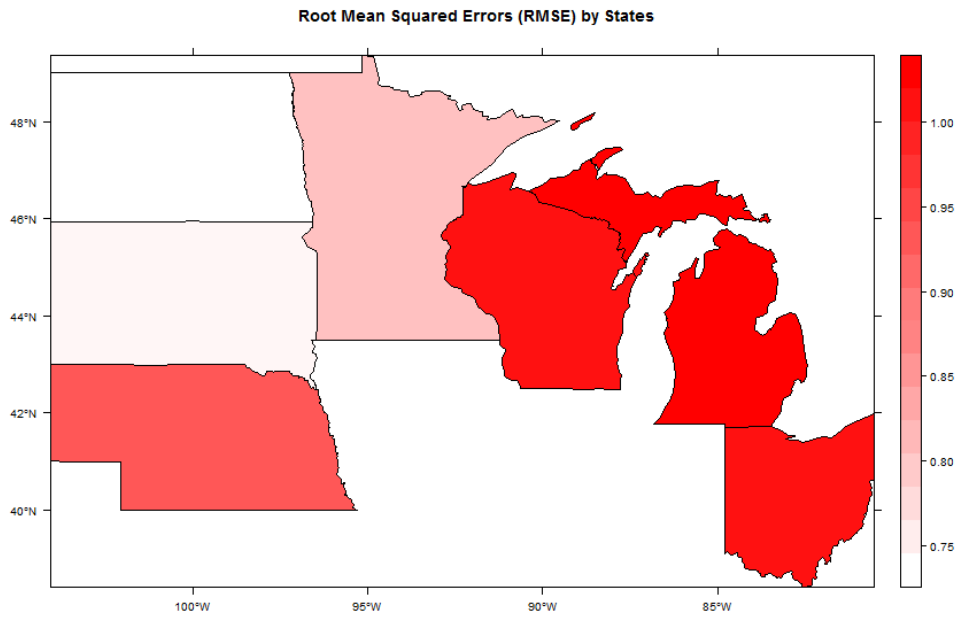 Root Mean Squared Errors (RMSE) by States
48°N
46°N
44°N
42°N
40°N
100°W
95°W
90°W
85°W
1.00
0.95
0.90
0.85
0.80
0.75